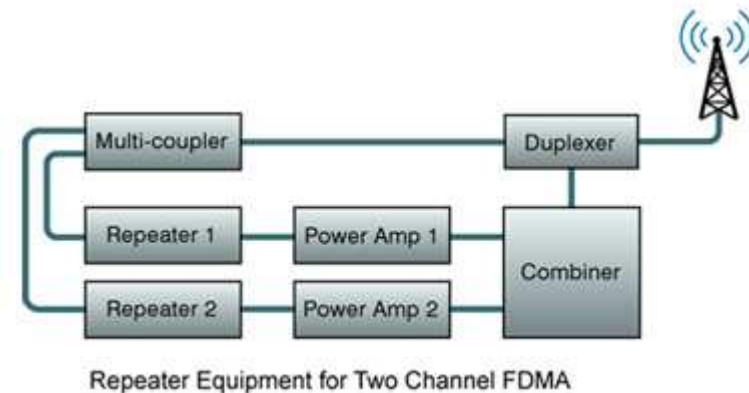 Multi-coupler
Duplexer
Repeater 1
Power Amp 1
Combiner
Repeater 2
Power Amp 2
Repeater Equipment for Two Channel FDMA